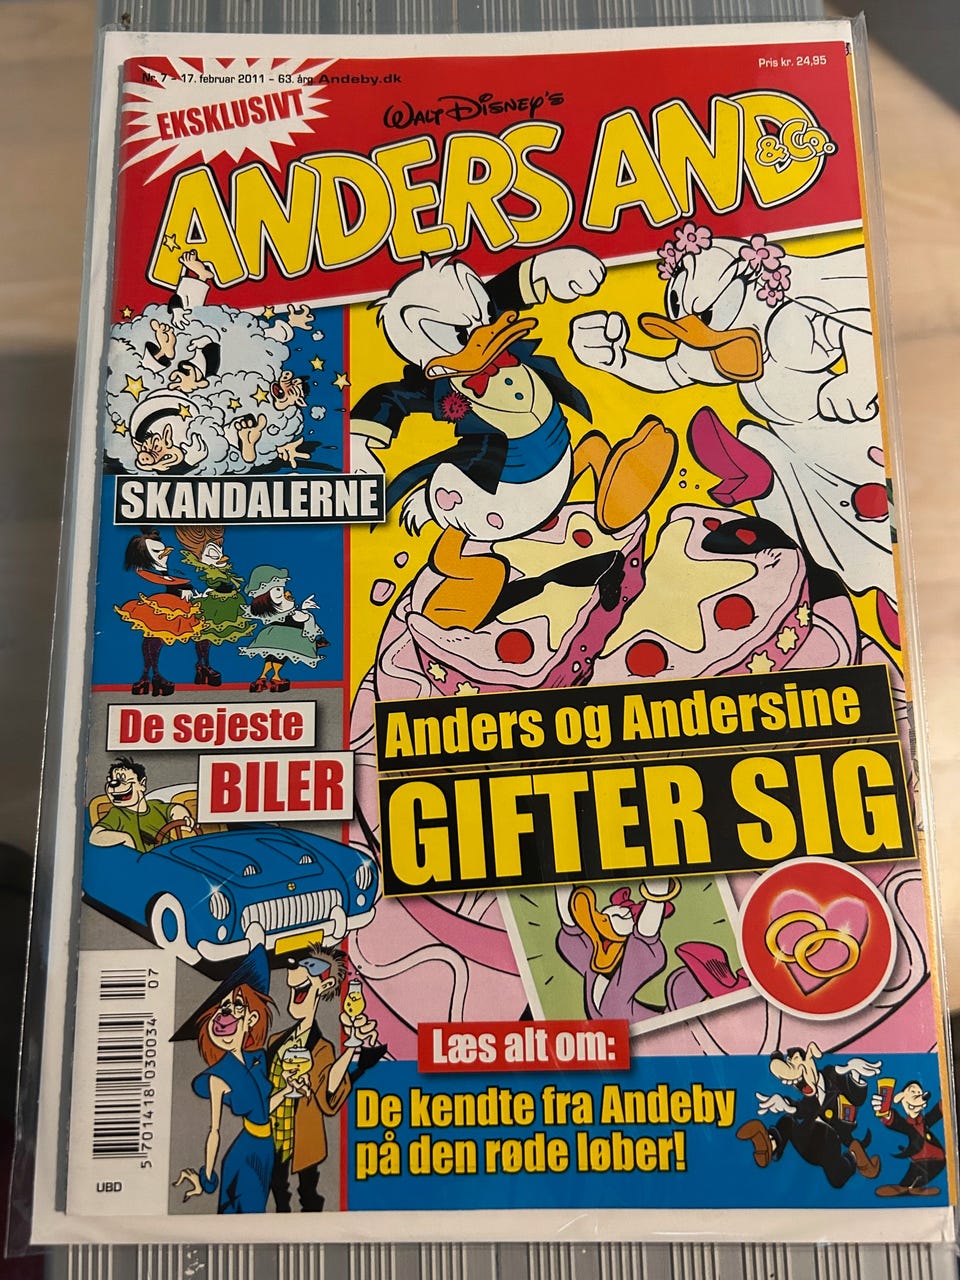 Nr. 7 - 17. februar 2011 - 63. årg. Andeby.dk
Pris kr. 24,95
EKSKLUSIVT
WALT DISNEY'S
ANDERS AND
& Co.
SKANDALERNE
De sejeste
BILER
Anders og Andersine
GIFTER SIG
Læs alt om:
De kendte fra Andeby
på den røde løber!
07
5 701418 030034
UBD